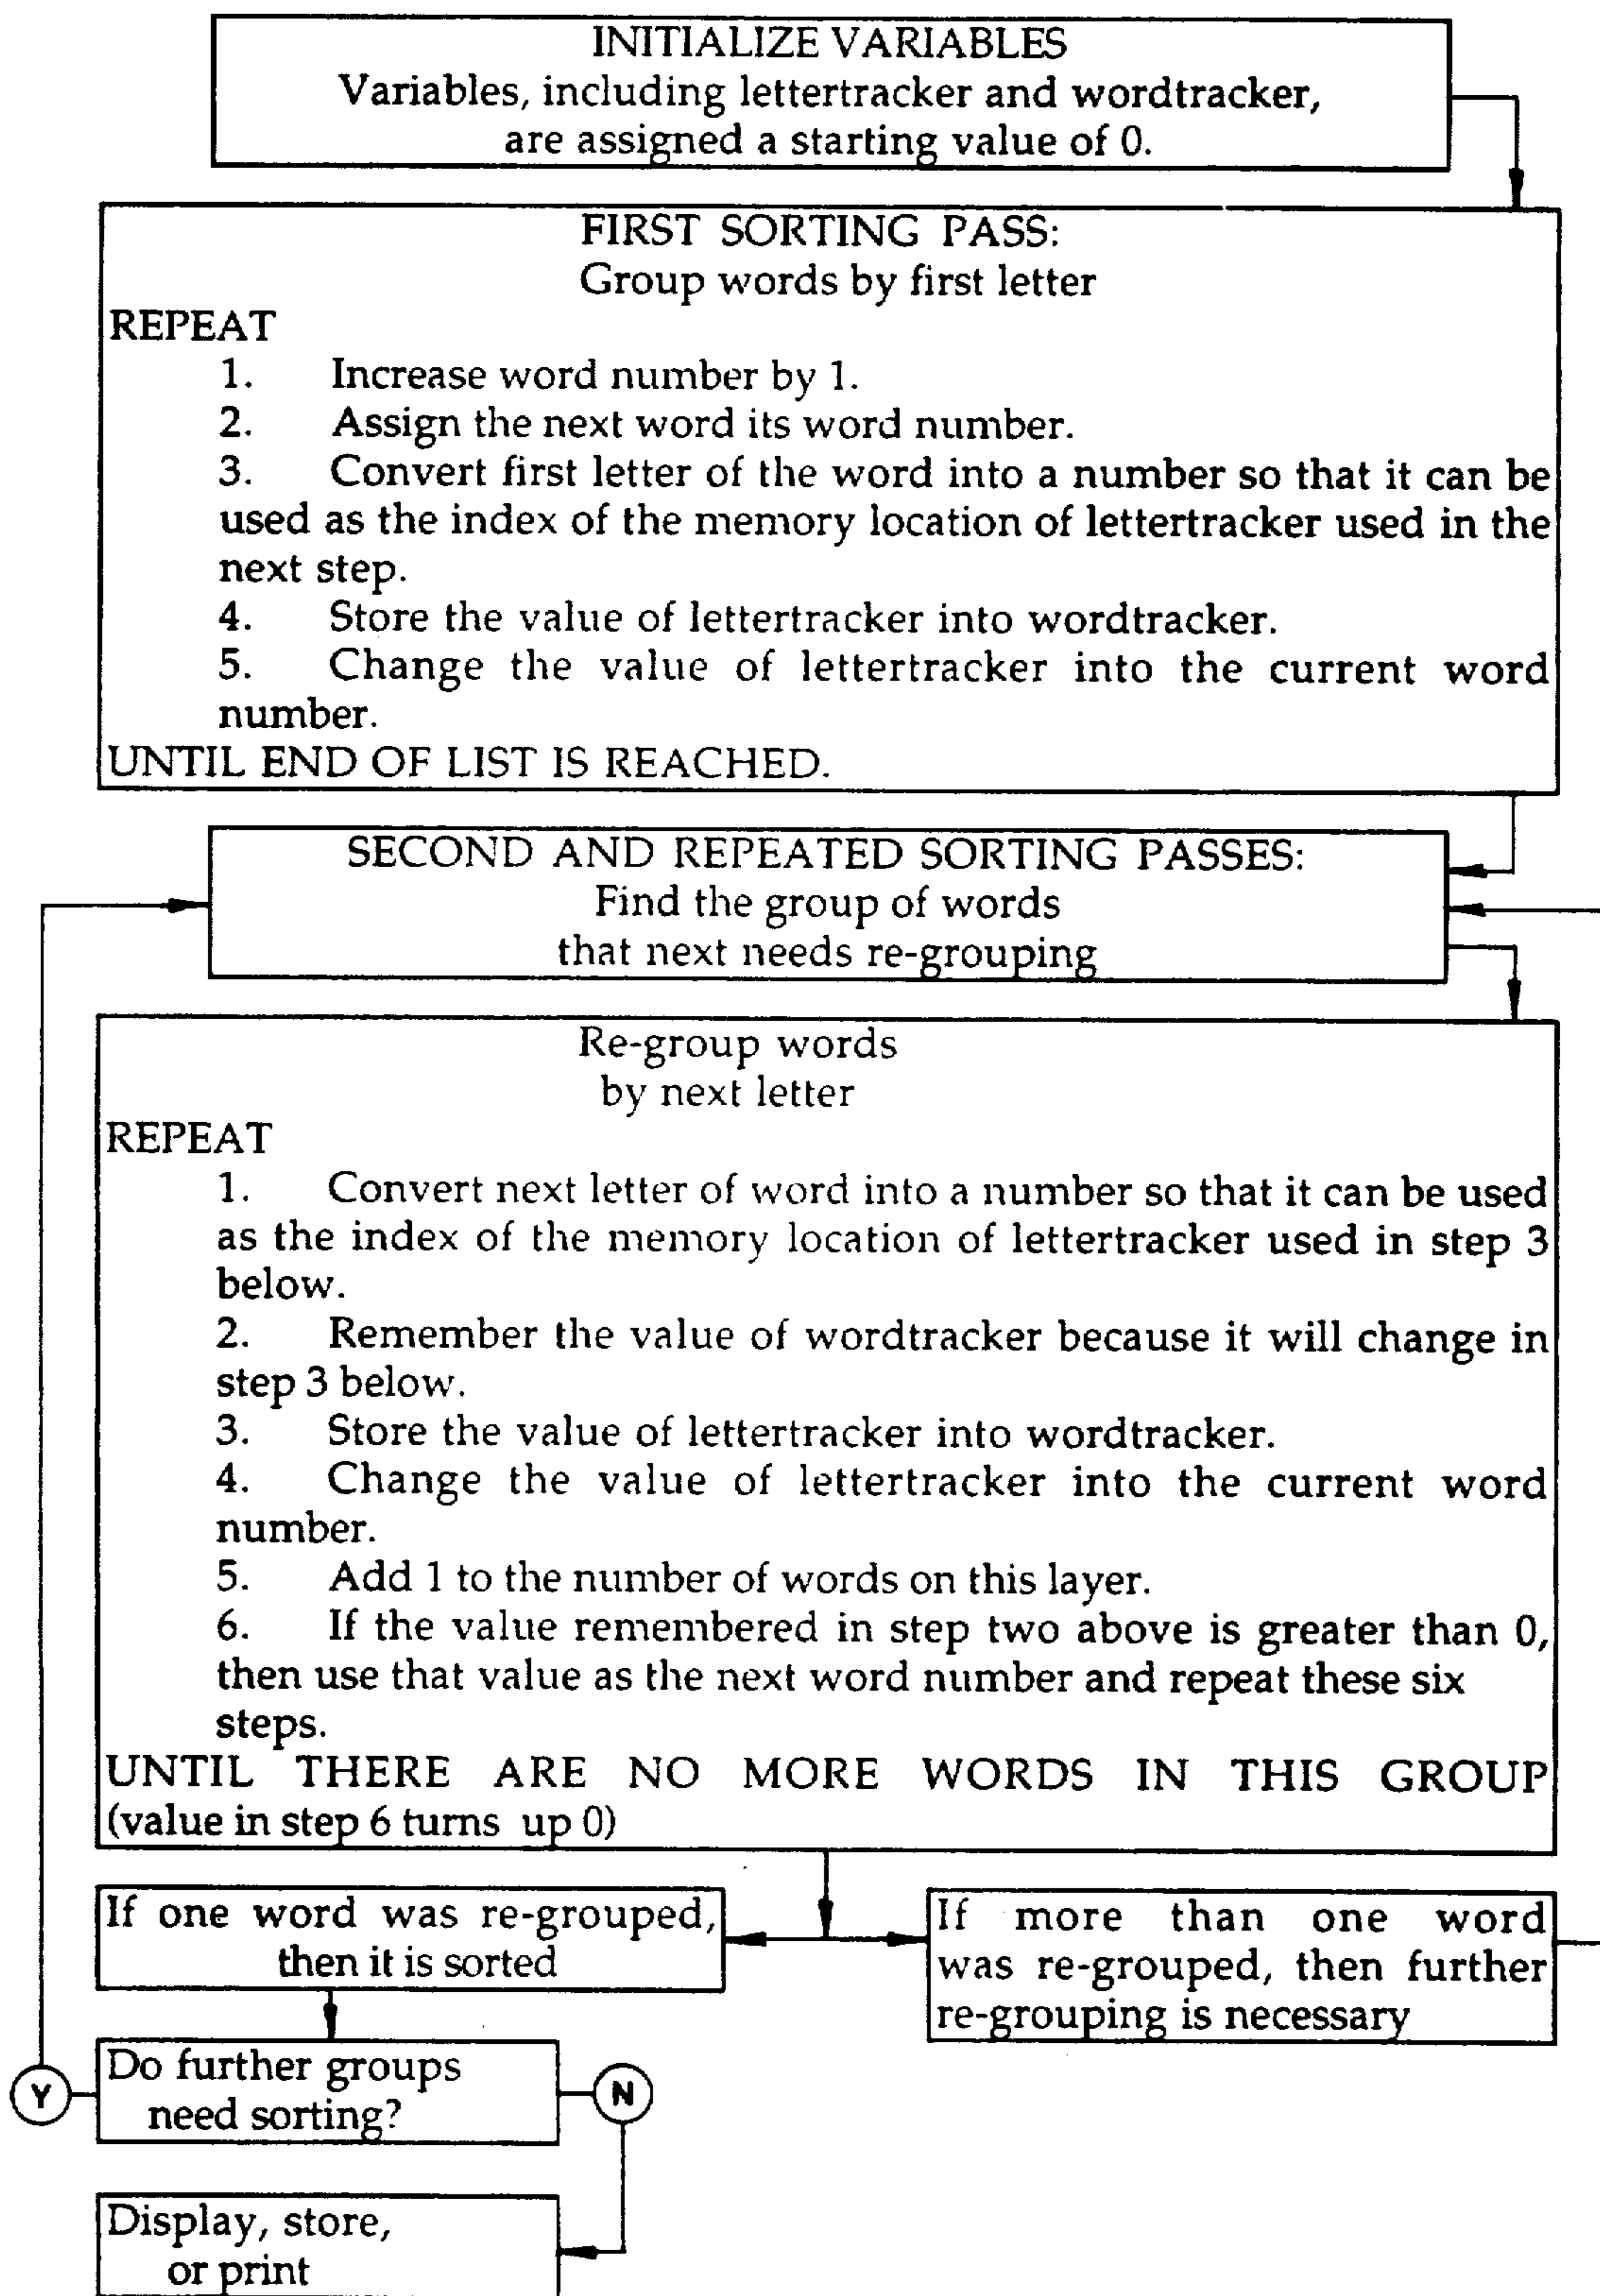 INITIALIZE VARIABLES
Variables, including lettertracker and wordtracker,
are assigned a starting value of 0.
FIRST SORTING PASS:
Group words by first letter
REPEAT
1. Increase word number by 1.
2. Assign the next word its word number.
3. Convert first letter of the word into a number so that it can be
used as the index of the memory location of lettertracker used in the
next step.
4. Store the value of lettertracker into wordtracker.
5. Change the value of lettertracker into the current word
number.
UNTIL END OF LIST IS REACHED.
SECOND AND REPEATED SORTING PASSES:
Find the group of words
that next needs re-grouping
Re-group words
by next letter
REPEAT
1. Convert next letter of word into a number so that it can be used
as the index of the memory location of lettertracker used in step 3
below.
2. Remember the value of wordtracker because it will change in
step 3 below.
3. Store the value of lettertracker into wordtracker.
4. Change the value of lettertracker into the current word
number.
5. Add 1 to the number of words on this layer.
6. If the value remembered in step two above is greater than 0,
then use that value as the next word number and repeat these six
steps.
UNTIL THERE ARE NO MORE WORDS IN THIS GROUP
(value in step 6 turns up 0)
If one word was re-grouped,
then it is sorted
If more than one word
was re-grouped, then further
re-grouping is necessary
Do further groups
need sorting?
Y
N
Display, store,
or print